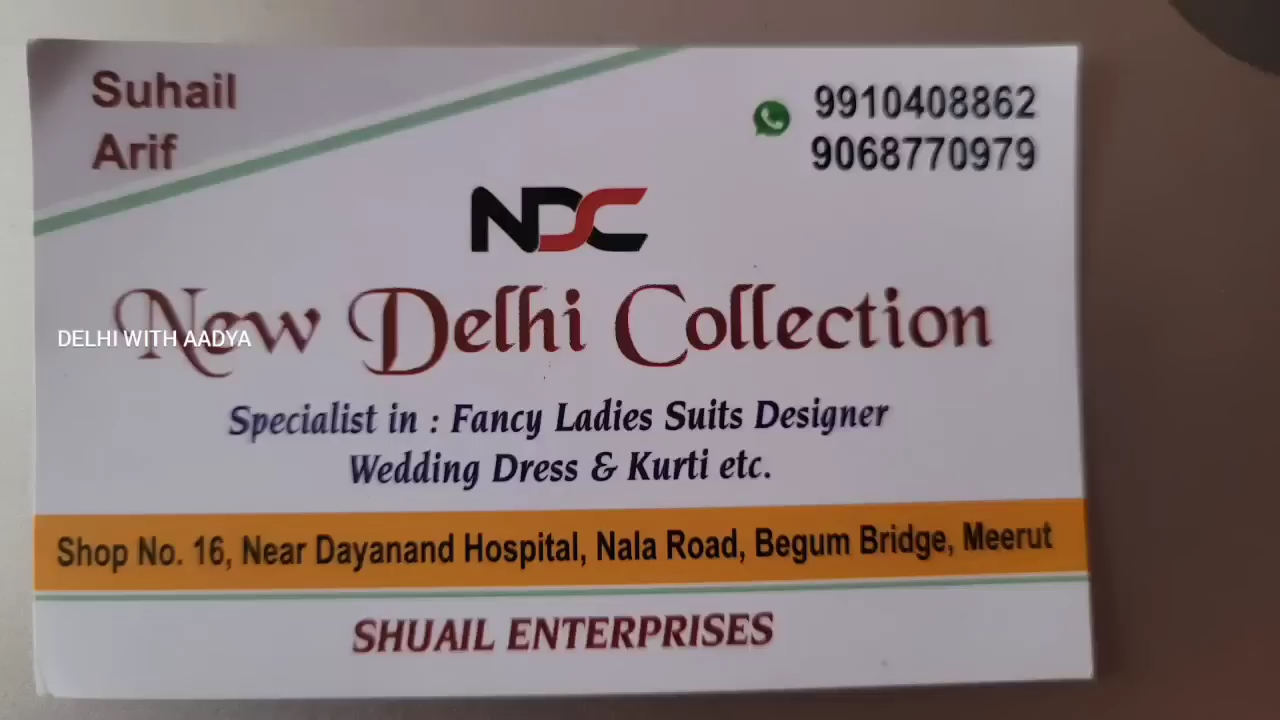 Suhail
Arif
9910408862
9068770979
NDC
New Delhi Collection
DELHI WITH AADYA
Specialist in : Fancy Ladies Suits Designer
Wedding Dress & Kurti etc.
Shop No. 16, Near Dayanand Hospital, Nala Road, Begum Bridge, Meerut
SHUAIL ENTERPRISES